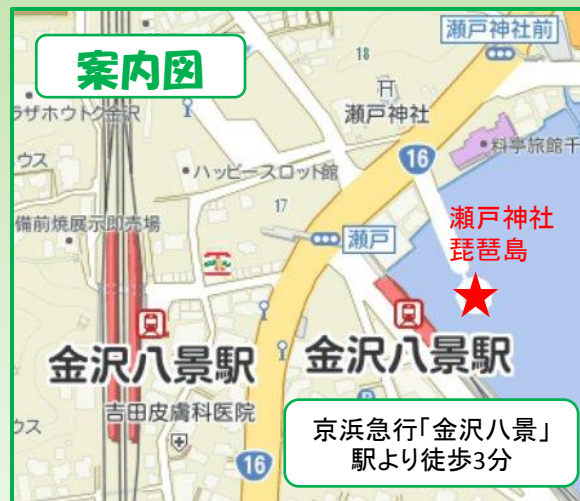 案内図
瀬戸神社前
18
瀬戸神社
ラザホウトク金沢
16
料亭旅館千
ウス
ハッピースロット館
17
瀬戸神社
琵琶島
備前焼展示即売場
瀬戸
金沢八景駅
金沢八景駅
吉田皮膚科医院
ウス
16
P
京浜急行「金沢八景」
駅より徒歩3分